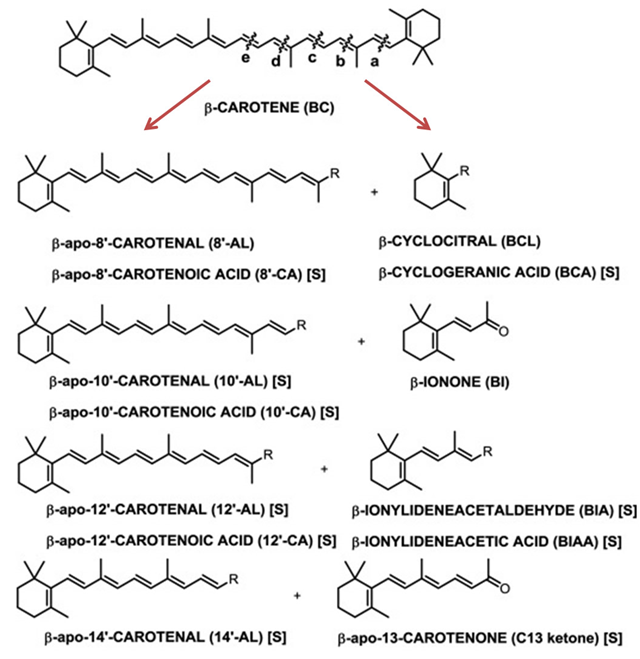 e d c b a
β-CAROTENE (BC)
R + R
β-apo-8'-CAROTENAL (8'-AL) β-CYCLOCITRAL (BCL)
β-apo-8'-CAROTENOIC ACID (8'-CA) [S] β-CYCLOGERANIC ACID (BCA) [S]
R + O
β-apo-10'-CAROTENAL (10'-AL) [S] β-IONONE (BI)
β-apo-10'-CAROTENOIC ACID (10'-CA) [S]
R + R
β-apo-12'-CAROTENAL (12'-AL) [S] β-IONYLIDENEACETALDEHYDE (BIA) [S]
β-apo-12'-CAROTENOIC ACID (12'-CA) [S] β-IONYLIDENEACETIC ACID (BIAA) [S]
R + O
β-apo-14'-CAROTENAL (14'-AL) [S] β-apo-13-CAROTENONE (C13 ketone) [S]